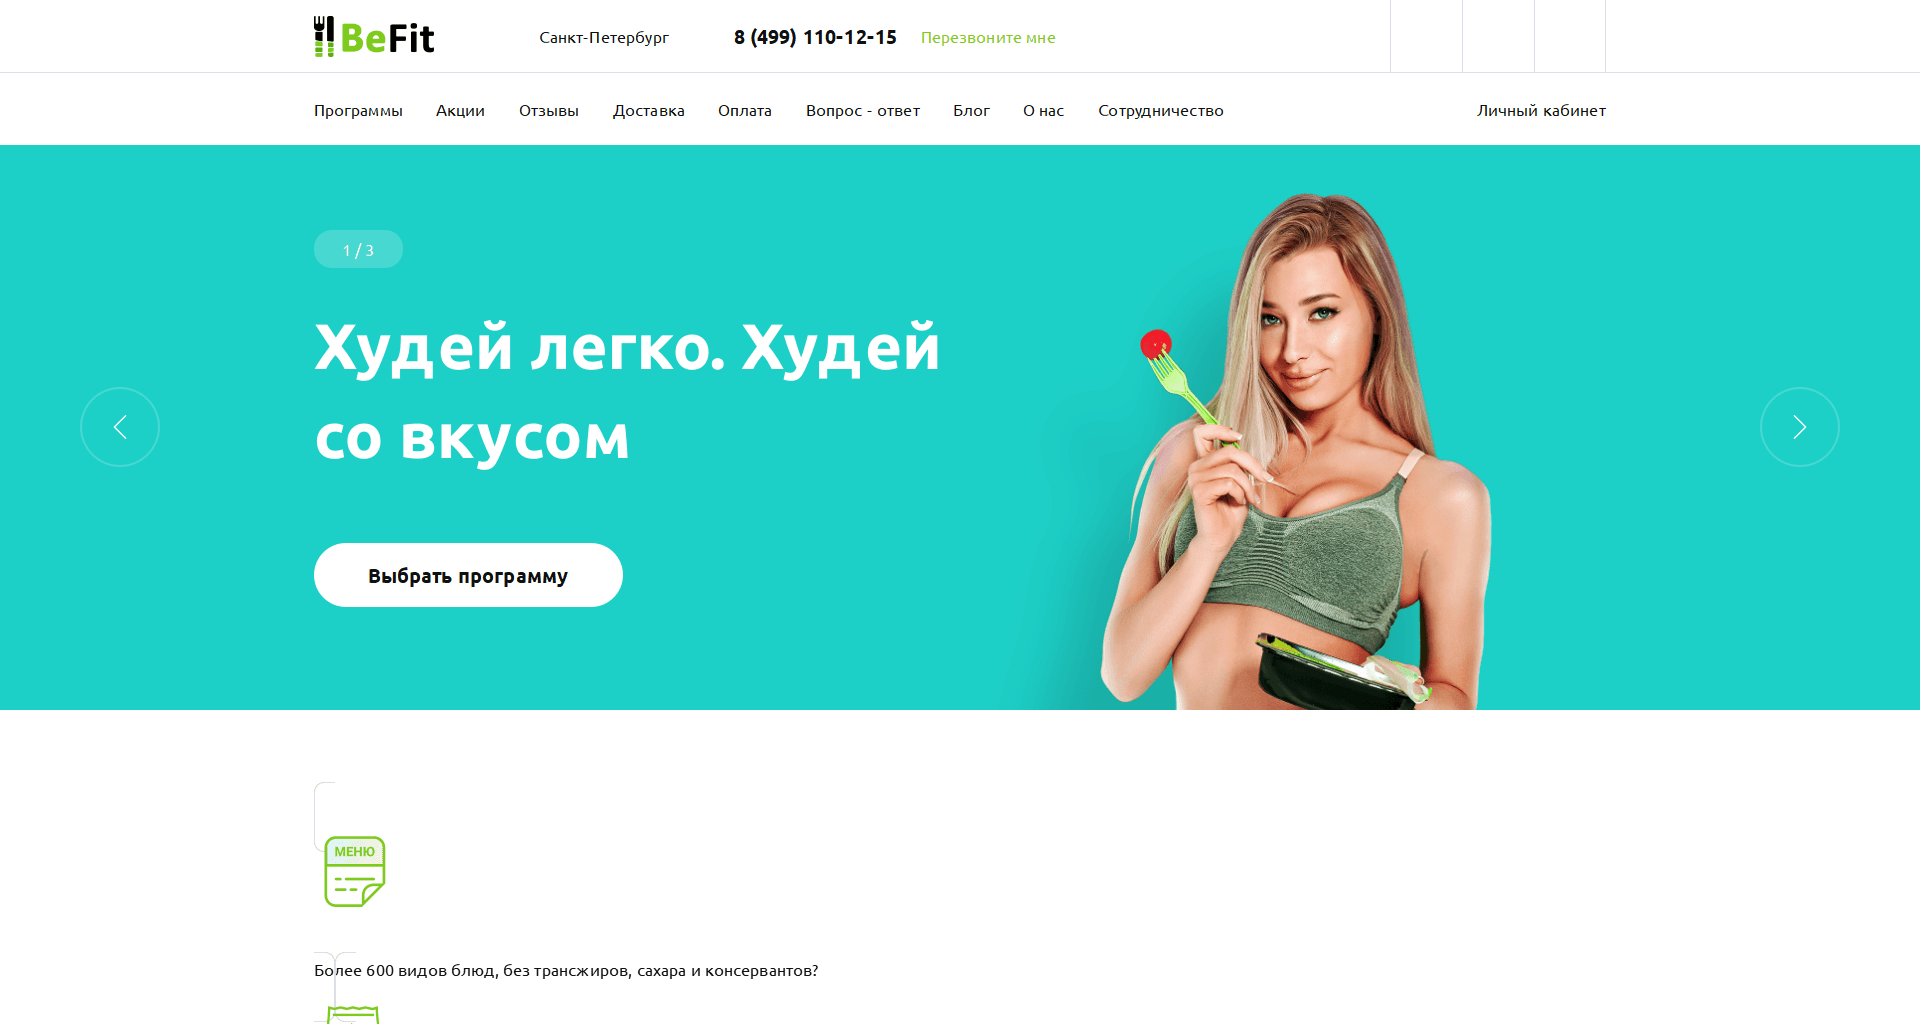 BeFit
Санкт-Петербург
8 (499) 110-12-15
Перезвоните мне
Программы
Акции
Отзывы
Доставка
Оплата
Вопрос - ответ
Блог
О нас
Сотрудничество
Личный кабинет
1 / 3
Худей легко. Худей
со вкусом
Выбрать программу
МЕНЮ
Более 600 видов блюд, без трансжиров, сахара и консервантов?